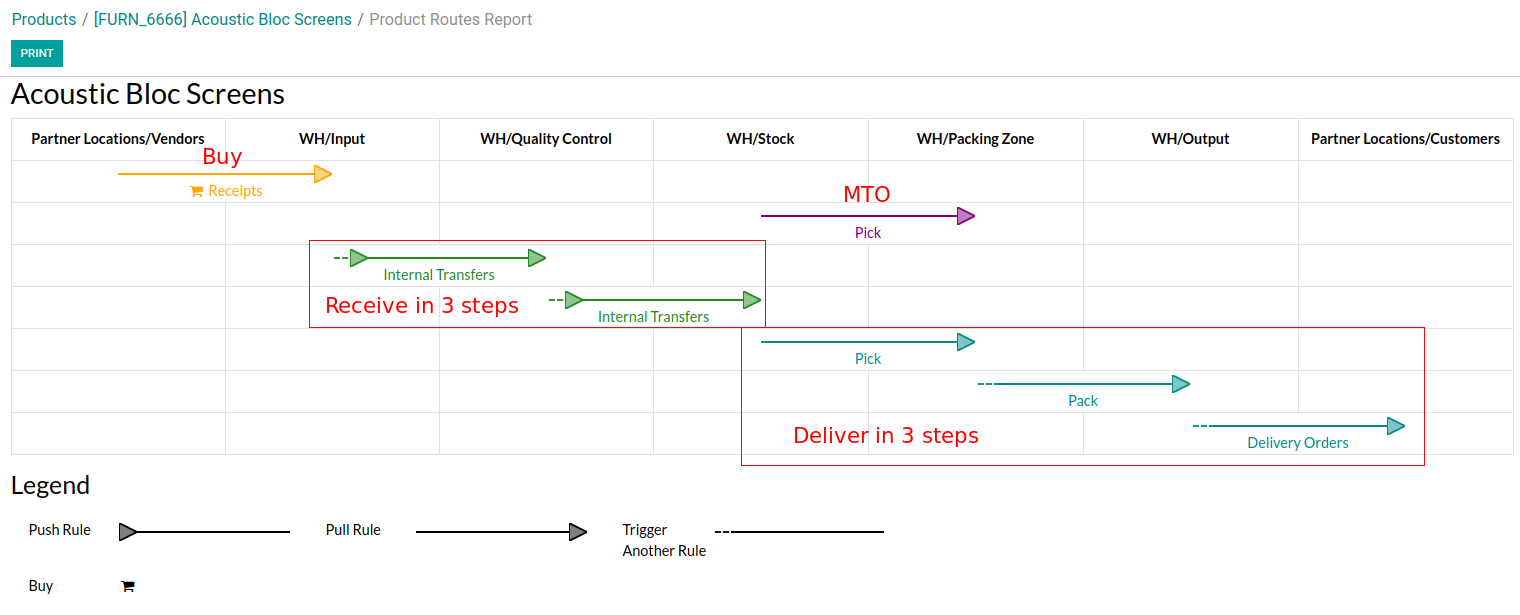 Products / [FURN_6666] Acoustic Bloc Screens / Product Routes Report
PRINT
Acoustic Bloc Screens
Partner Locations/Vendors WH/Input WH/Quality Control WH/Stock WH/Packing Zone WH/Output Partner Locations/Customers
Buy
Receipts
MTO
Pick
Internal Transfers
Receive in 3 steps
Internal Transfers
Pick
Pack
Deliver in 3 steps
Delivery Orders
Legend
Push Rule Pull Rule Trigger
Another Rule
Buy